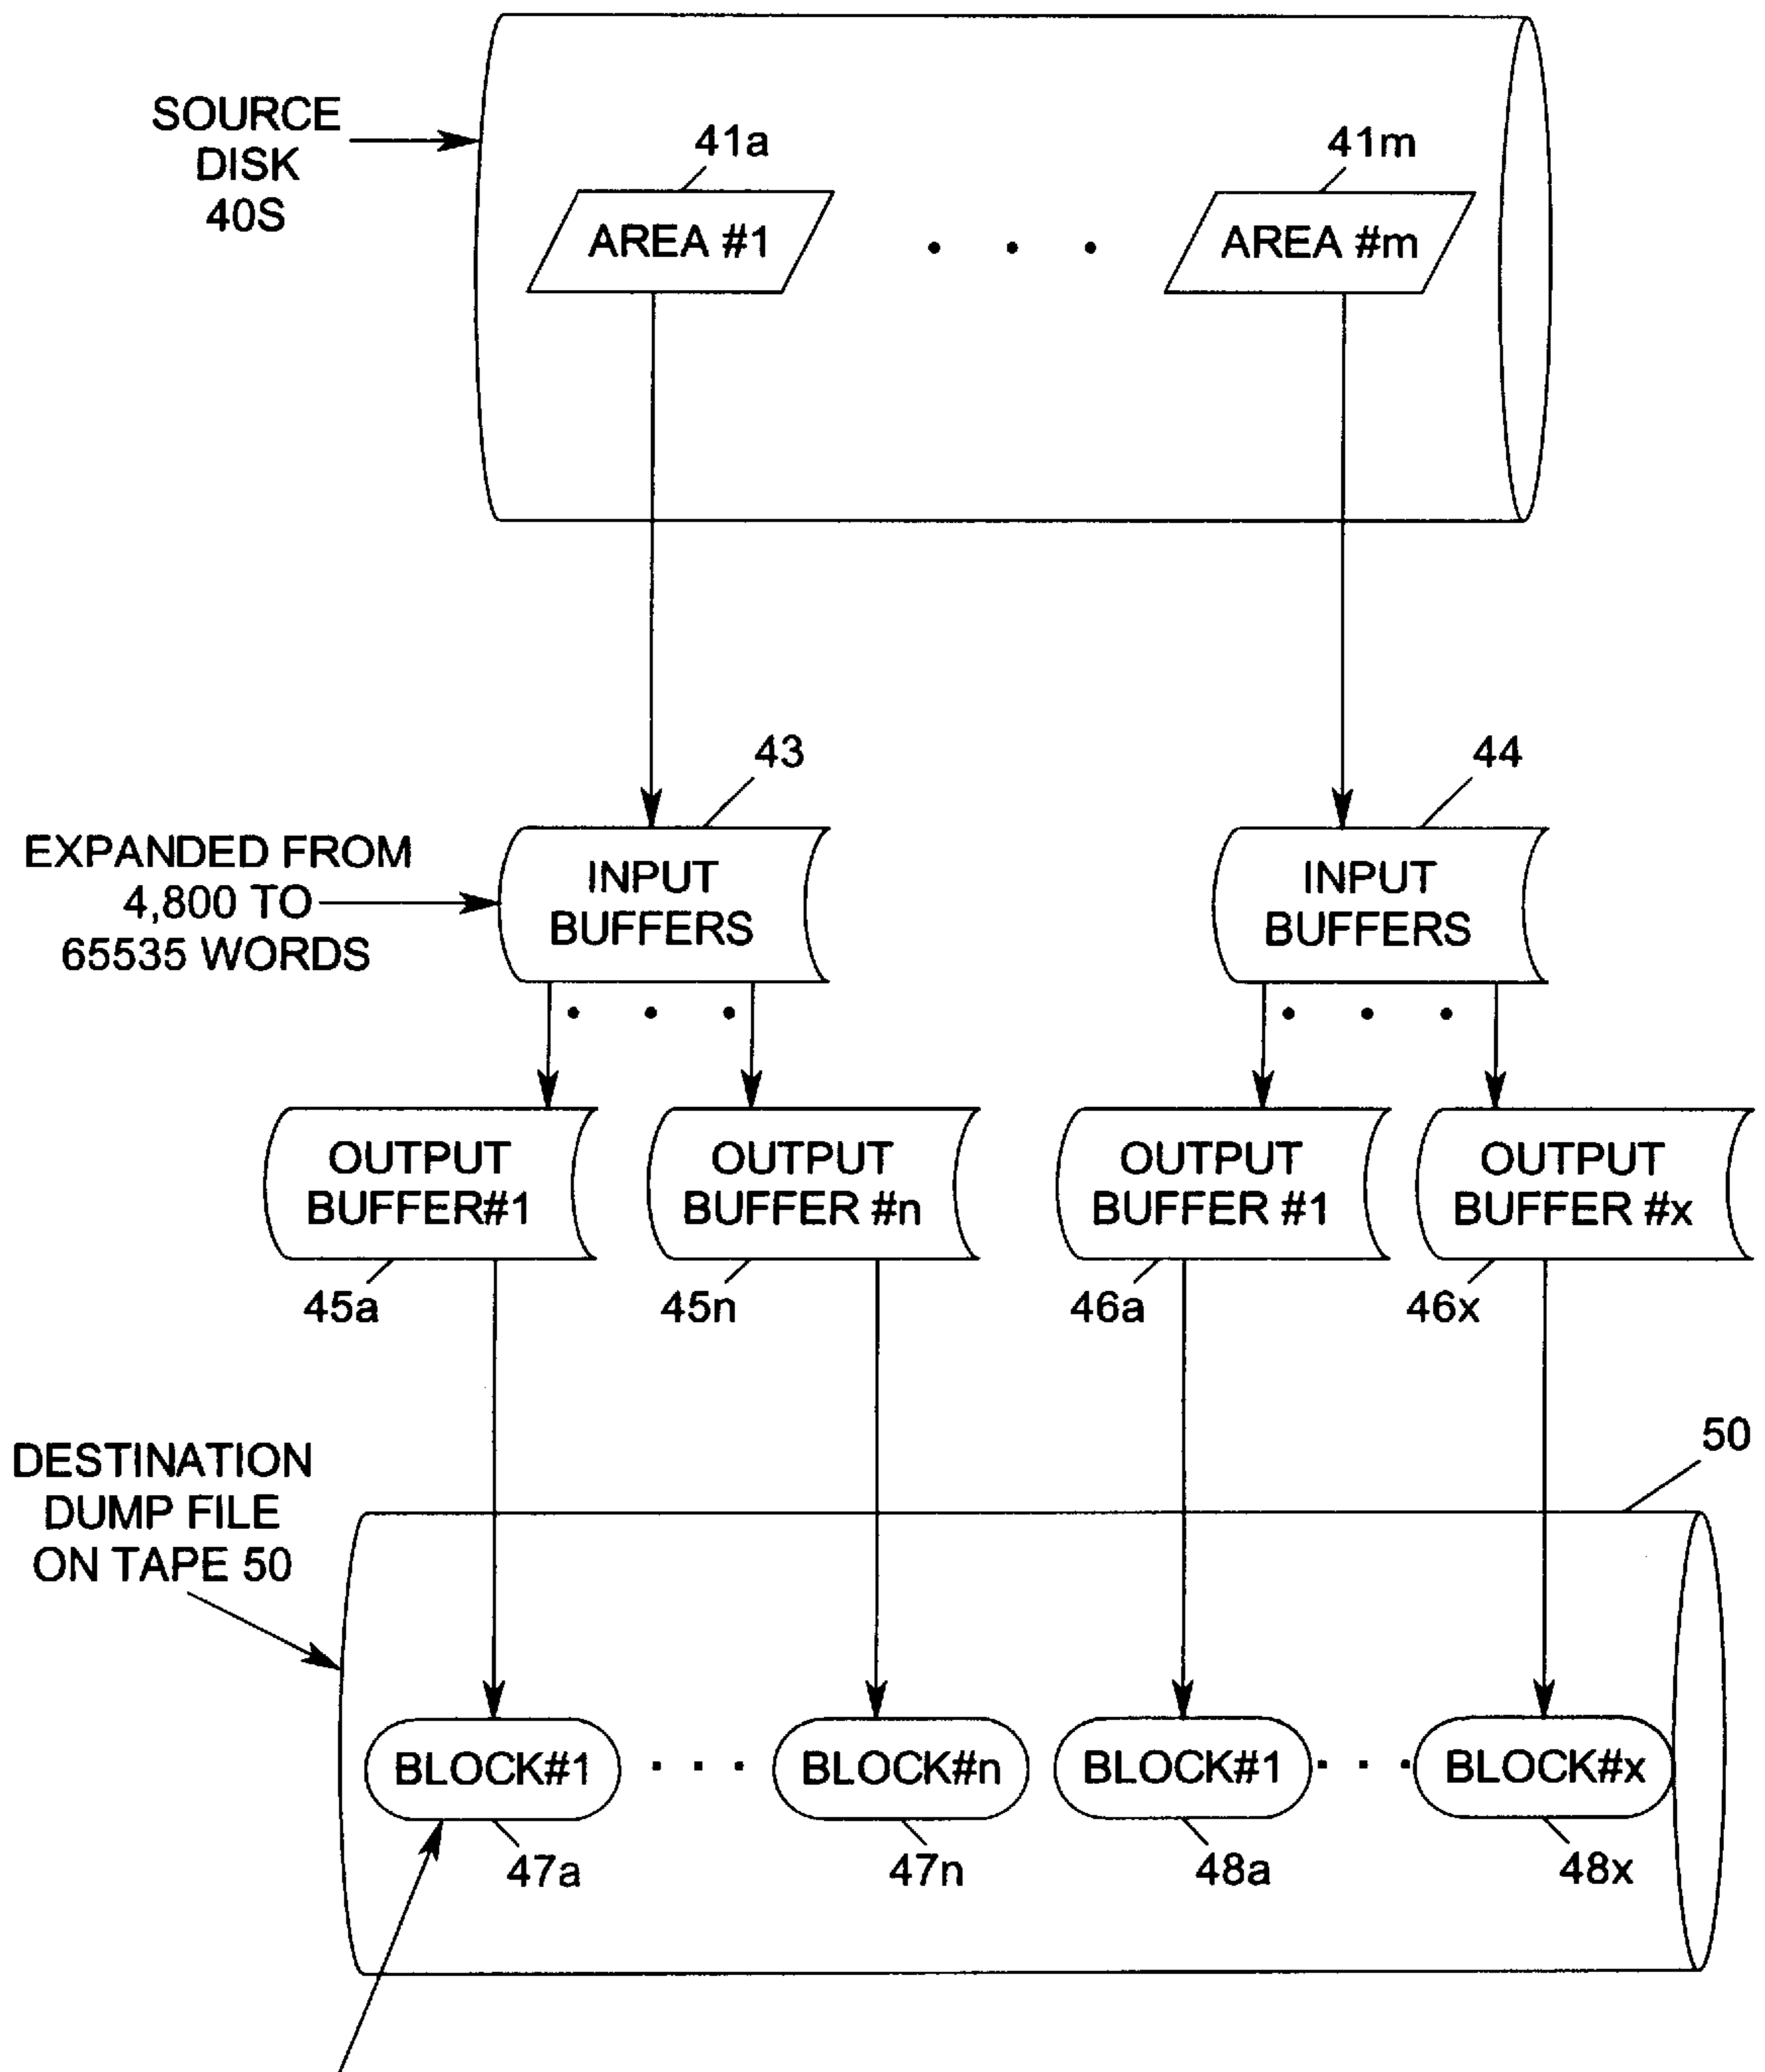 SOURCE
DISK
40S
41a
41m
AREA #1
AREA #m
43
44
EXPANDED FROM
4,800 TO
65535 WORDS
INPUT
BUFFERS
INPUT
BUFFERS
OUTPUT
BUFFER#1
OUTPUT
BUFFER #n
OUTPUT
BUFFER #1
OUTPUT
BUFFER #x
45a
45n
46a
46x
50
DESTINATION
DUMP FILE
ON TAPE 50
BLOCK#1
BLOCK#n
BLOCK#1
BLOCK#x
47a
47n
48a
48x